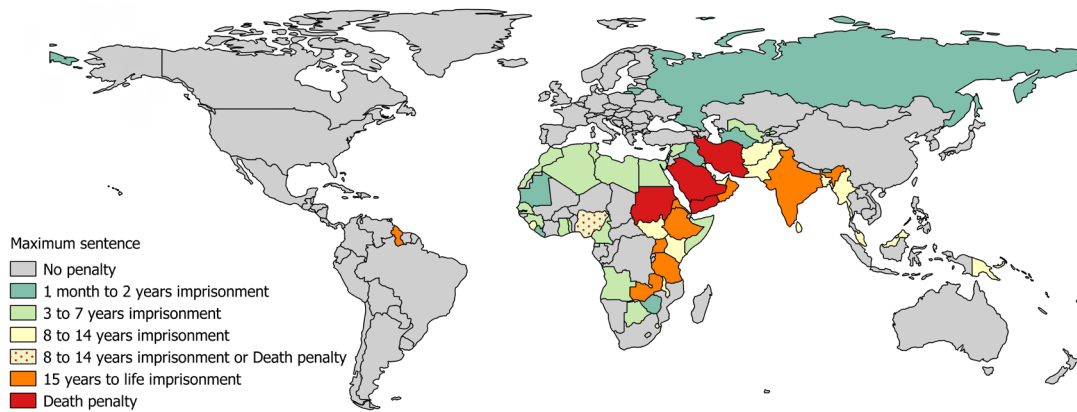 Maximum sentence
No penalty
1 month to 2 years imprisonment
3 to 7 years imprisonment
8 to 14 years imprisonment
8 to 14 years imprisonment or Death penalty
15 years to life imprisonment
Death penalty